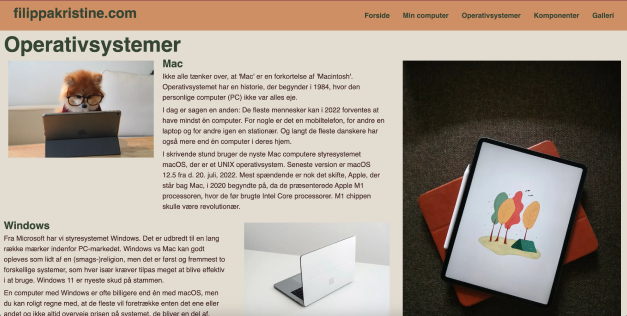 filippakristine.com
Forside Min computer Operativsystemer Komponenter Galleri
Operativsystemer
Mac
Ikke alle tænker over, at 'Mac' er en forkortelse af 'Macintosh'.
Operativsystemet har en historie, der begynder i 1984, hvor den
personlige computer (PC) ikke var alles eje.
I dag er sagen en anden: De fleste mennesker kan i 2022 forventes at
have mindst én computer. For nogle er det en mobiltelefon, for andre en
laptop og for andre igen en stationær. Og langt de fleste danskere har
også mere end én computer i deres hjem.
I skrivende stund bruger de nyste Mac computere styresystemet
macOS, der er et UNIX operativsystem. Seneste version er macOS
12.5 fra d. 20. juli, 2022. Mest spændende er nok det skifte, Apple, der
står bag Mac, i 2020 begyndte på, da de præsenterede Apple M1
processoren, hvor de før brugte Intel Core processorer. M1 chippen
skulle være revolutionær.
Windows
Fra Microsoft har vi styresystemet Windows. Det er udbredt til en lang
række mærker indenfor PC-markedet. Windows vs Mac kan godt
opleves som lidt af en (smags-)religion, men det er først og fremmest to
forskellige systemer, som hver især kræver tilpas meget at blive effektiv
i at bruge. Windows 11 er nyeste skud på stammen.
En computer med Windows er ofte billigere end én med macOS, men
du kan roligt regne med, at de fleste vil foretrække enten det ene eller
andet og ikke altid overveje prisen på systemet, de bliver en del af.